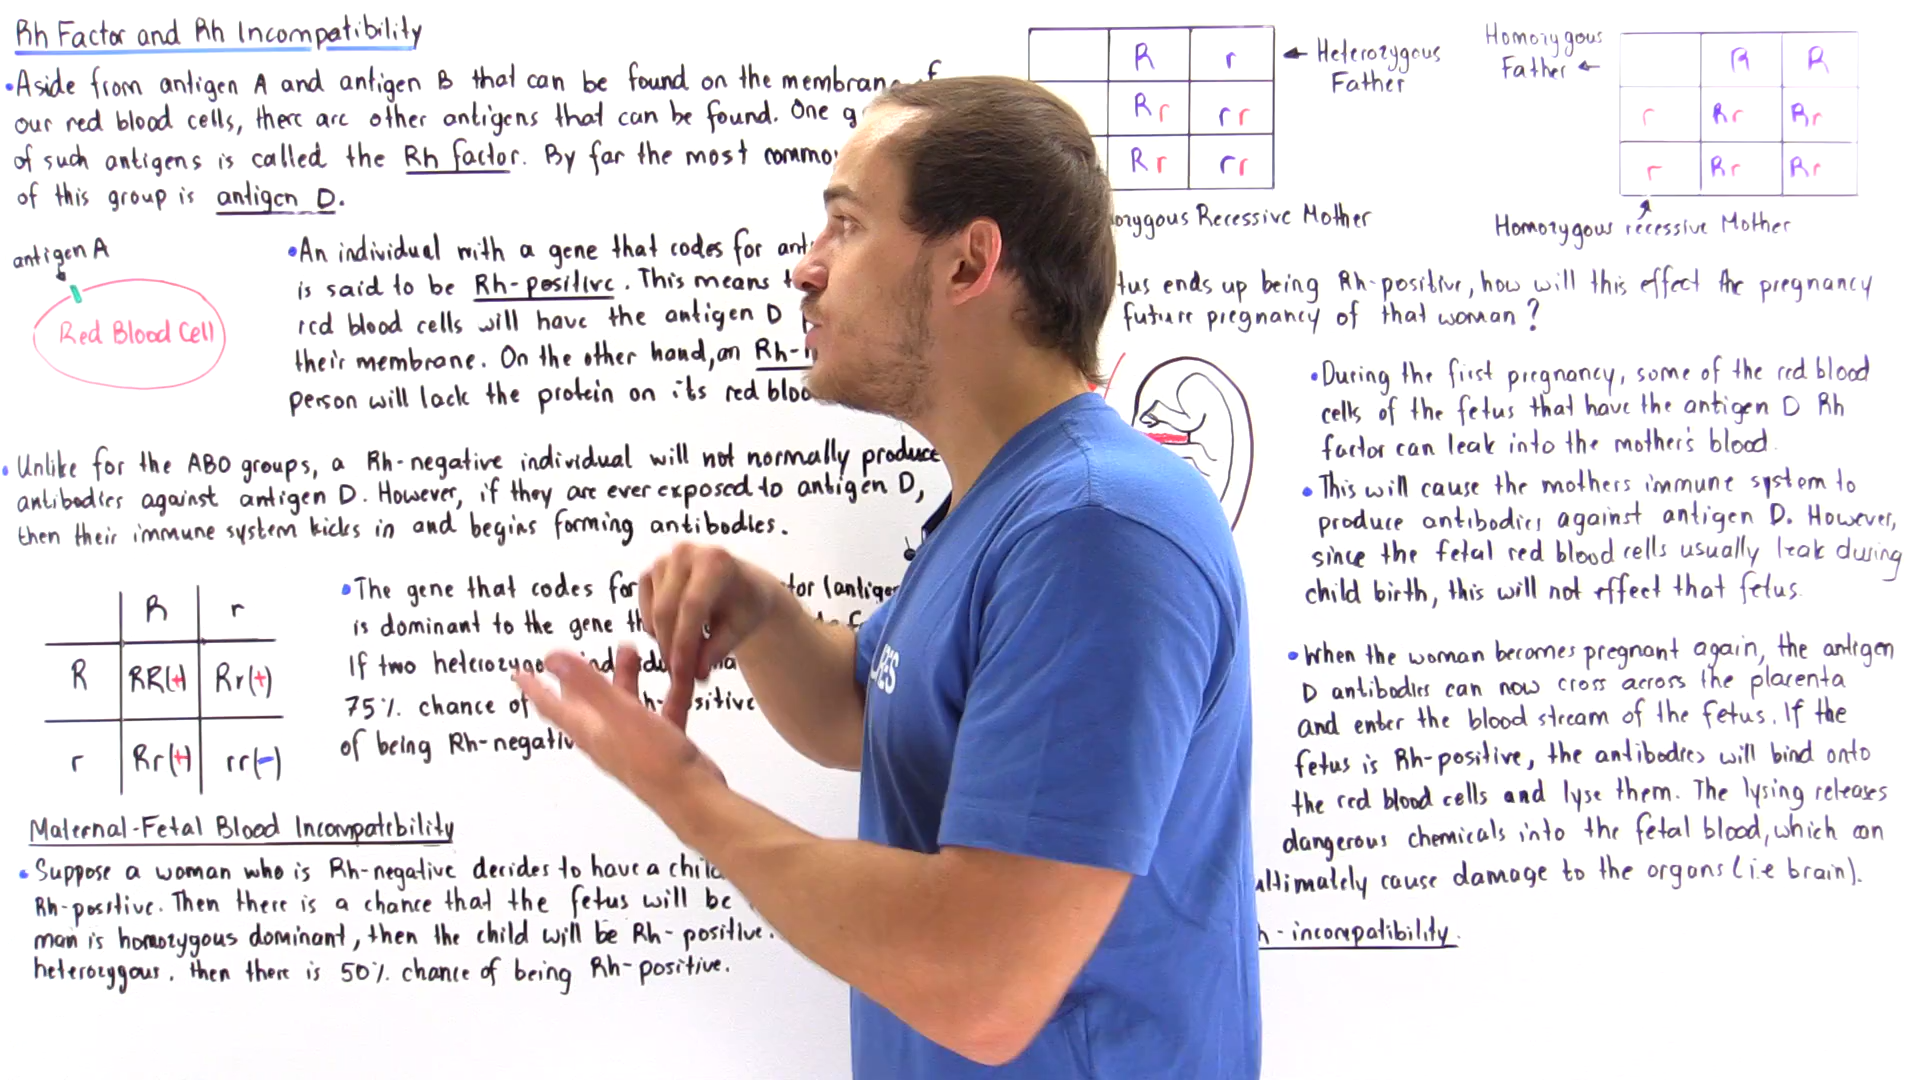 Rh Factor and Rh Incompatibility
• Aside from antigen A and antigen B that can be found on the membrane of
our red blood cells, there are other antigens that can be found. One
of such antigens is called the Rh factor. By far the most
of this group is antigen D.
antigen A
Red Blood Cell
• An individual with a gene that codes for
is said to be Rh-positive. This means
red blood cells will have the antigen D
their membrane. On the other hand, an
person will lack the protein on its red
• Unlike for the ABO groups, a Rh-negative individual will not normally produce
antibodies against antigen D. However, if they are ever exposed to antigen D,
then their immune system kicks in and begins forming antibodies.
R r
R RR(+) Rr(+)
r Rr(+) rr(-)
• The gene that codes for
is dominant to the gene
If two
75% chance of
of being
Maternal-Fetal Blood Incompatibility
• Suppose a woman who is Rh-negative decides to have a
Rh-positive. Then there is a chance that the fetus will be
man is homozygous dominant, then the child will be Rh-positive.
heterozygous, then there is 50% chance of being Rh-positive.
R r
Rr rr
Rr rr
← Heterozygous
Father
Recessive Mother
Homozygous
Father ←
R R
r Rr Rr
r Rr Rr
Homozygous recessive Mother
ends up being Rh-positive, how will this effect the pregnancy
future pregnancy of that woman?
• During the first pregnancy, some of the red blood
cells of the fetus that have the antigen D Rh
factor can leak into the mother's blood.
• This will cause the mothers immune system to
produce antibodies against antigen D. However,
since the fetal red blood cells usually leak during
child birth, this will not effect that fetus.
• When the woman becomes pregnant again, the antigen
D antibodies can now cross across the placenta
and enter the blood stream of the fetus. If the
fetus is Rh-positive, the antibodies will bind onto
the red blood cells and lyse them. The lysing releases
dangerous chemicals into the fetal blood, which can
ultimately cause damage to the organs (i.e brain).
-incompatibility.